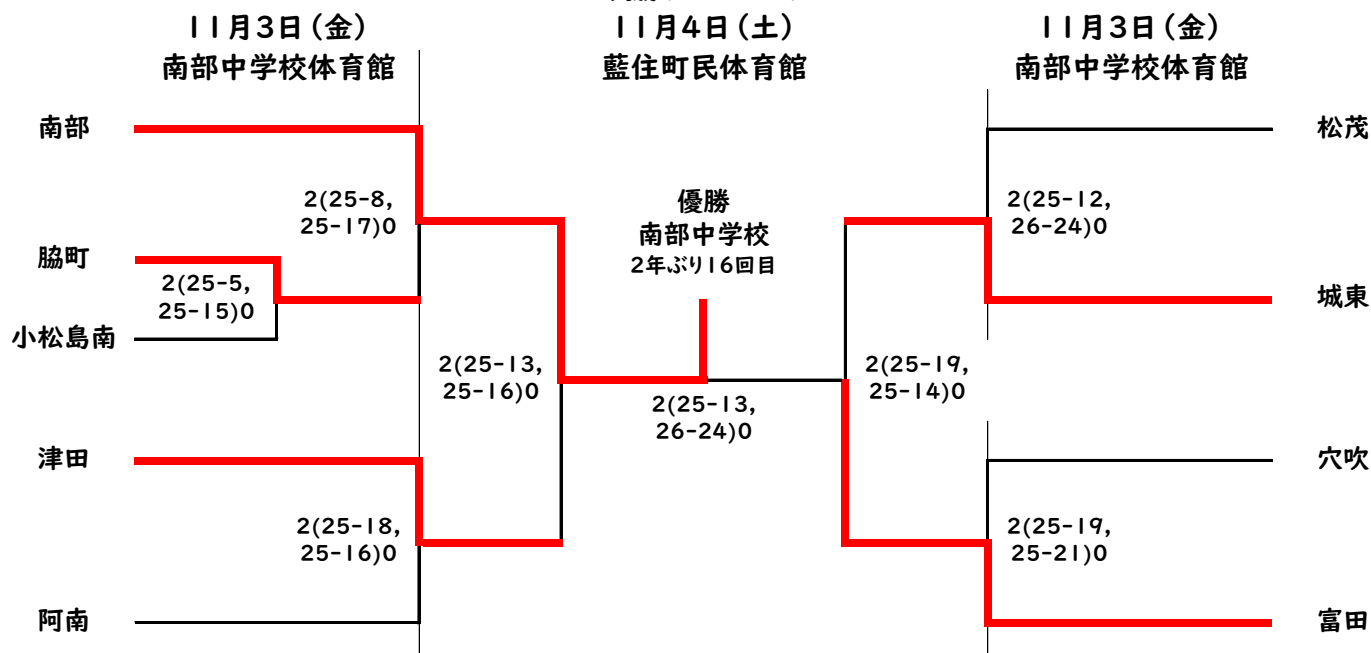 11月3日(金)
南部中学校体育館
11月4日(土)
藍住町民体育館
11月3日(金)
南部中学校体育館
南部
脇町
小松島南
津田
阿南
2(25-8,
25-17)0
2(25-5,
25-15)0
2(25-18,
25-16)0
2(25-13,
25-16)0
優勝
南部中学校
2年ぶり16回目
2(25-13,
26-24)0
2(25-19,
25-14)0
2(25-12,
26-24)0
2(25-19,
25-21)0
松茂
城東
穴吹
富田